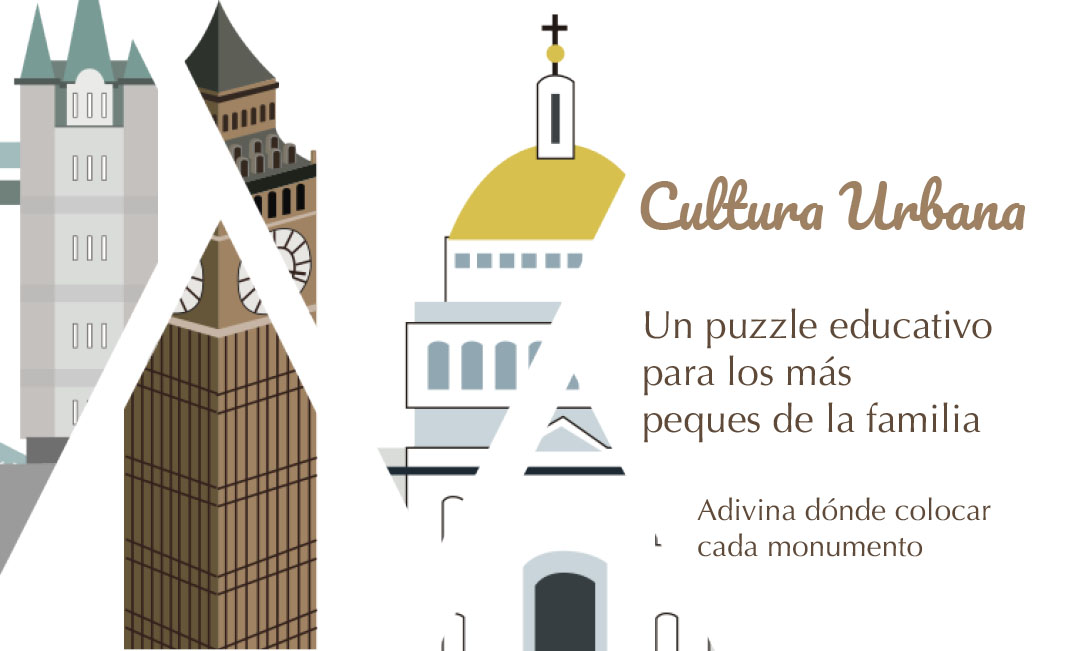 Cultura Urbana
Un puzzle educativo
para los más
peques de la familia
Adivina dónde colocar
cada monumento